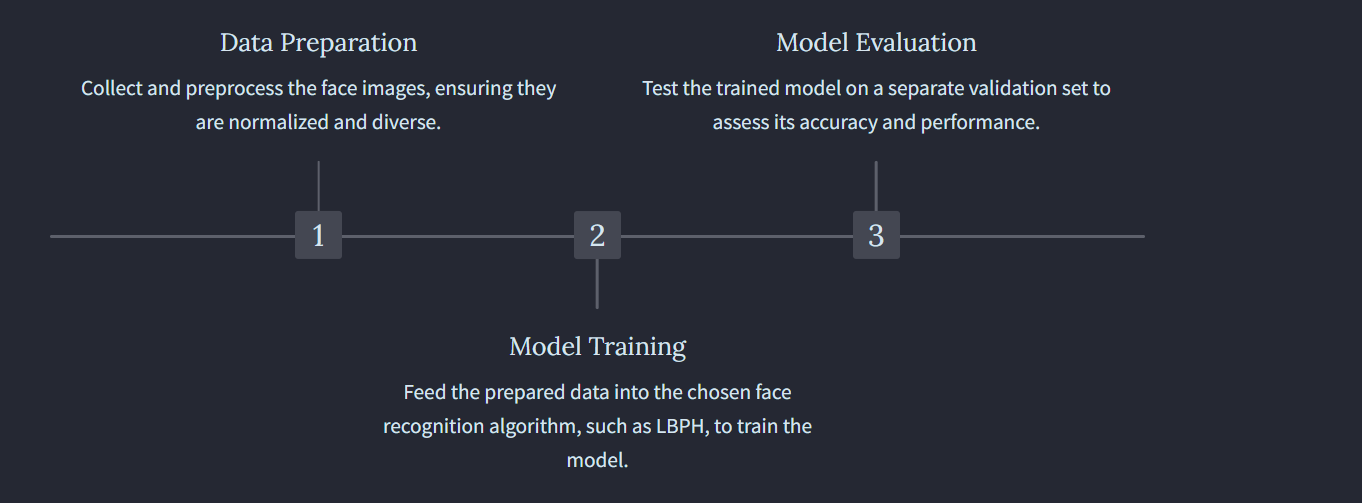 Data Preparation
Collect and preprocess the face images, ensuring they
are normalized and diverse.
Model Evaluation
Test the trained model on a separate validation set to
assess its accuracy and performance.
1
2
3
Model Training
Feed the prepared data into the chosen face
recognition algorithm, such as LBPH, to train the
model.